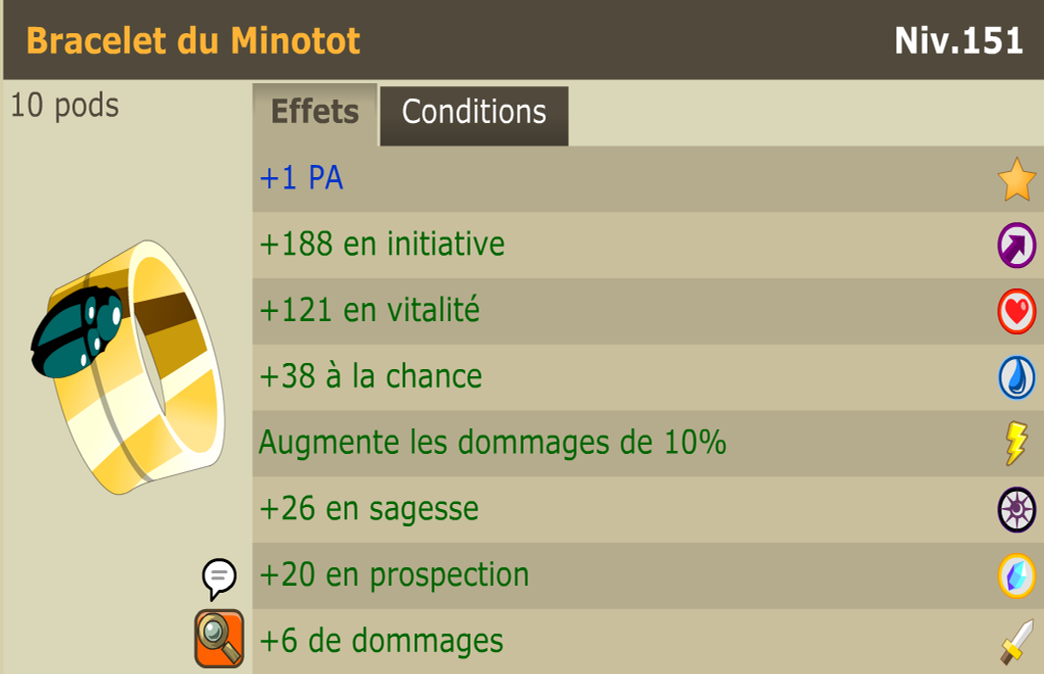 Bracelet du Minotot
Niv.151
10 pods
Effets
Conditions
+1 PA
+188 en initiative
+121 en vitalité
+38 à la chance
Augmente les dommages de 10%
+26 en sagesse
+20 en prospection
+6 de dommages